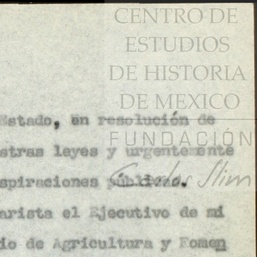 CENTRO DE
ESTUDIOS
DE HISTORIA
DE MEXICO
FUNDACIÓN
Carlos Slim
Estado, en resolución de
stras leyes y urgentemente
spiraciones público.
arista el Ejecutivo de mi
io de Agricultura y Fomen